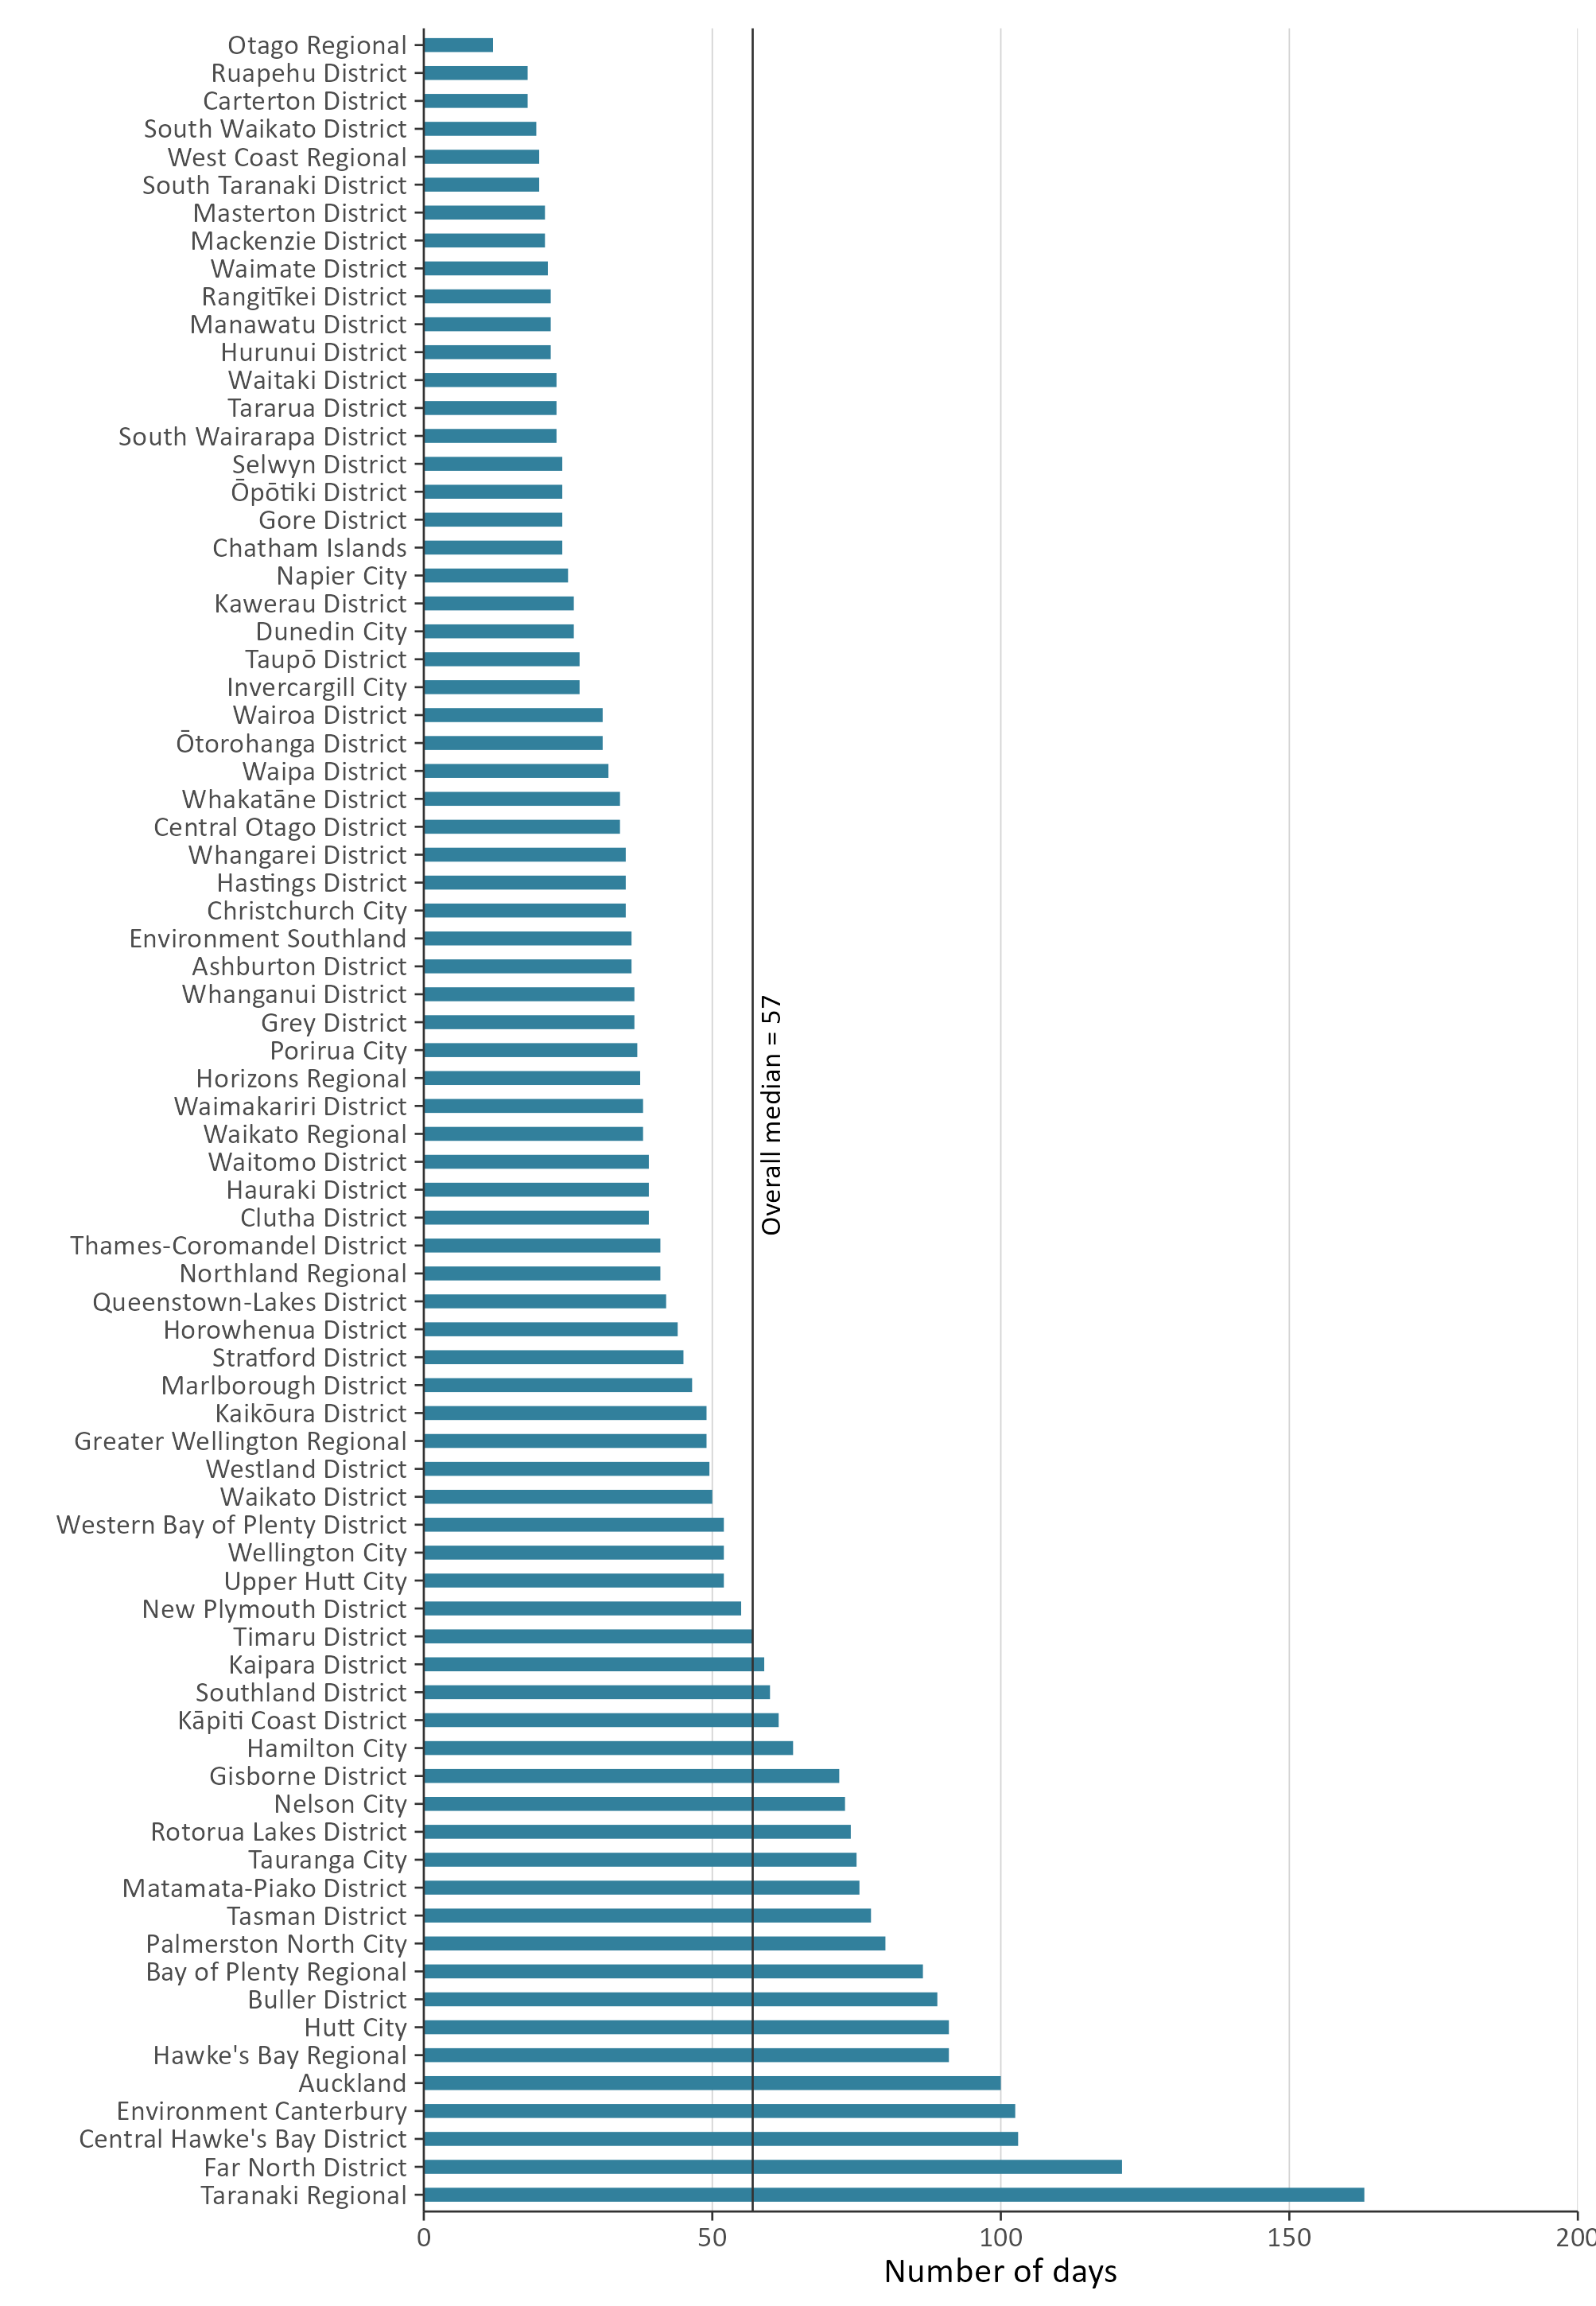 Otago Regional
Ruapehu District
Carterton District
South Waikato District
West Coast Regional
South Taranaki District
Masterton District
Mackenzie District
Waimate District
Rangitīkei District
Manawatu District
Hurunui District
Waitaki District
Tararua District
South Wairarapa District
Selwyn District
Ōpōtiki District
Gore District
Chatham Islands
Napier City
Kawerau District
Dunedin City
Taupō District
Invercargill City
Wairoa District
Ōtorohanga District
Waipa District
Whakatāne District
Central Otago District
Whangarei District
Hastings District
Christchurch City
Environment Southland
Ashburton District
Whanganui District
Grey District
Porirua City
Horizons Regional
Waimakariri District
Waikato Regional
Waitomo District
Hauraki District
Clutha District
Thames-Coromandel District
Northland Regional
Queenstown-Lakes District
Horowhenua District
Stratford District
Marlborough District
Kaikōura District
Greater Wellington Regional
Westland District
Waikato District
Western Bay of Plenty District
Wellington City
Upper Hutt City
New Plymouth District
Timaru District
Kaipara District
Southland District
Kāpiti Coast District
Hamilton City
Gisborne District
Nelson City
Rotorua Lakes District
Tauranga City
Matamata-Piako District
Tasman District
Palmerston North City
Bay of Plenty Regional
Buller District
Hutt City
Hawke's Bay Regional
Auckland
Environment Canterbury
Central Hawke's Bay District
Far North District
Taranaki Regional
Overall median = 57
0 50 100 150 200
Number of days